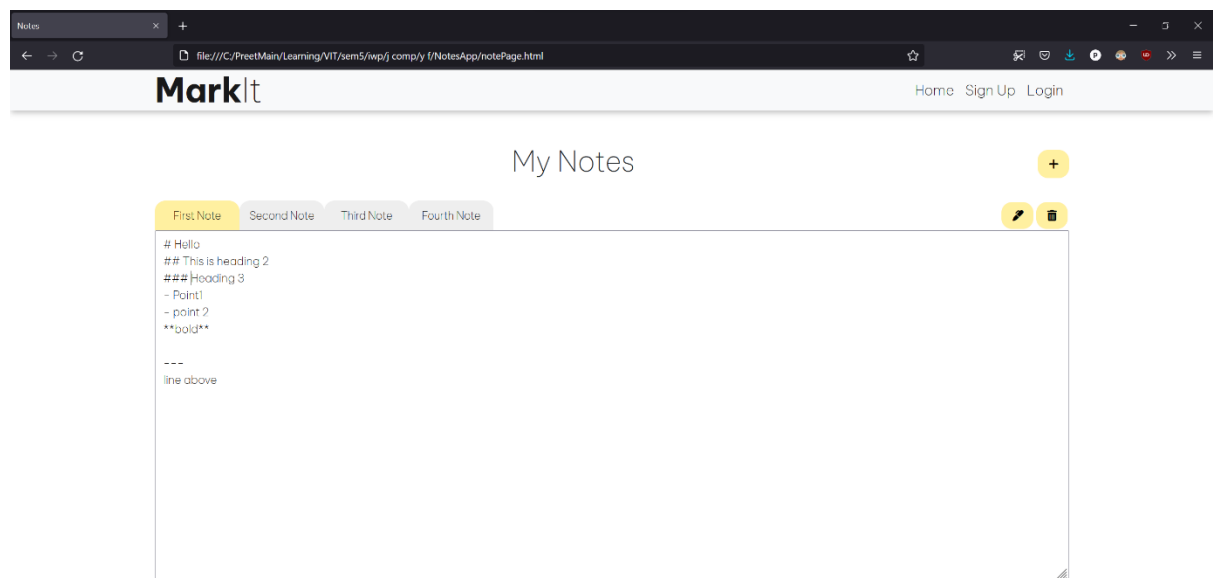 Notes
file:///C:/PreetMain/Learning/VIT/sem5/iwp/j comp/y f/NotesApp/notePage.html
MarkIt
Home Sign Up Login
My Notes
+
First Note Second Note Third Note Fourth Note
# Hello
## This is heading 2
### Heading 3
- Point1
- point 2
**bold**
---
line above